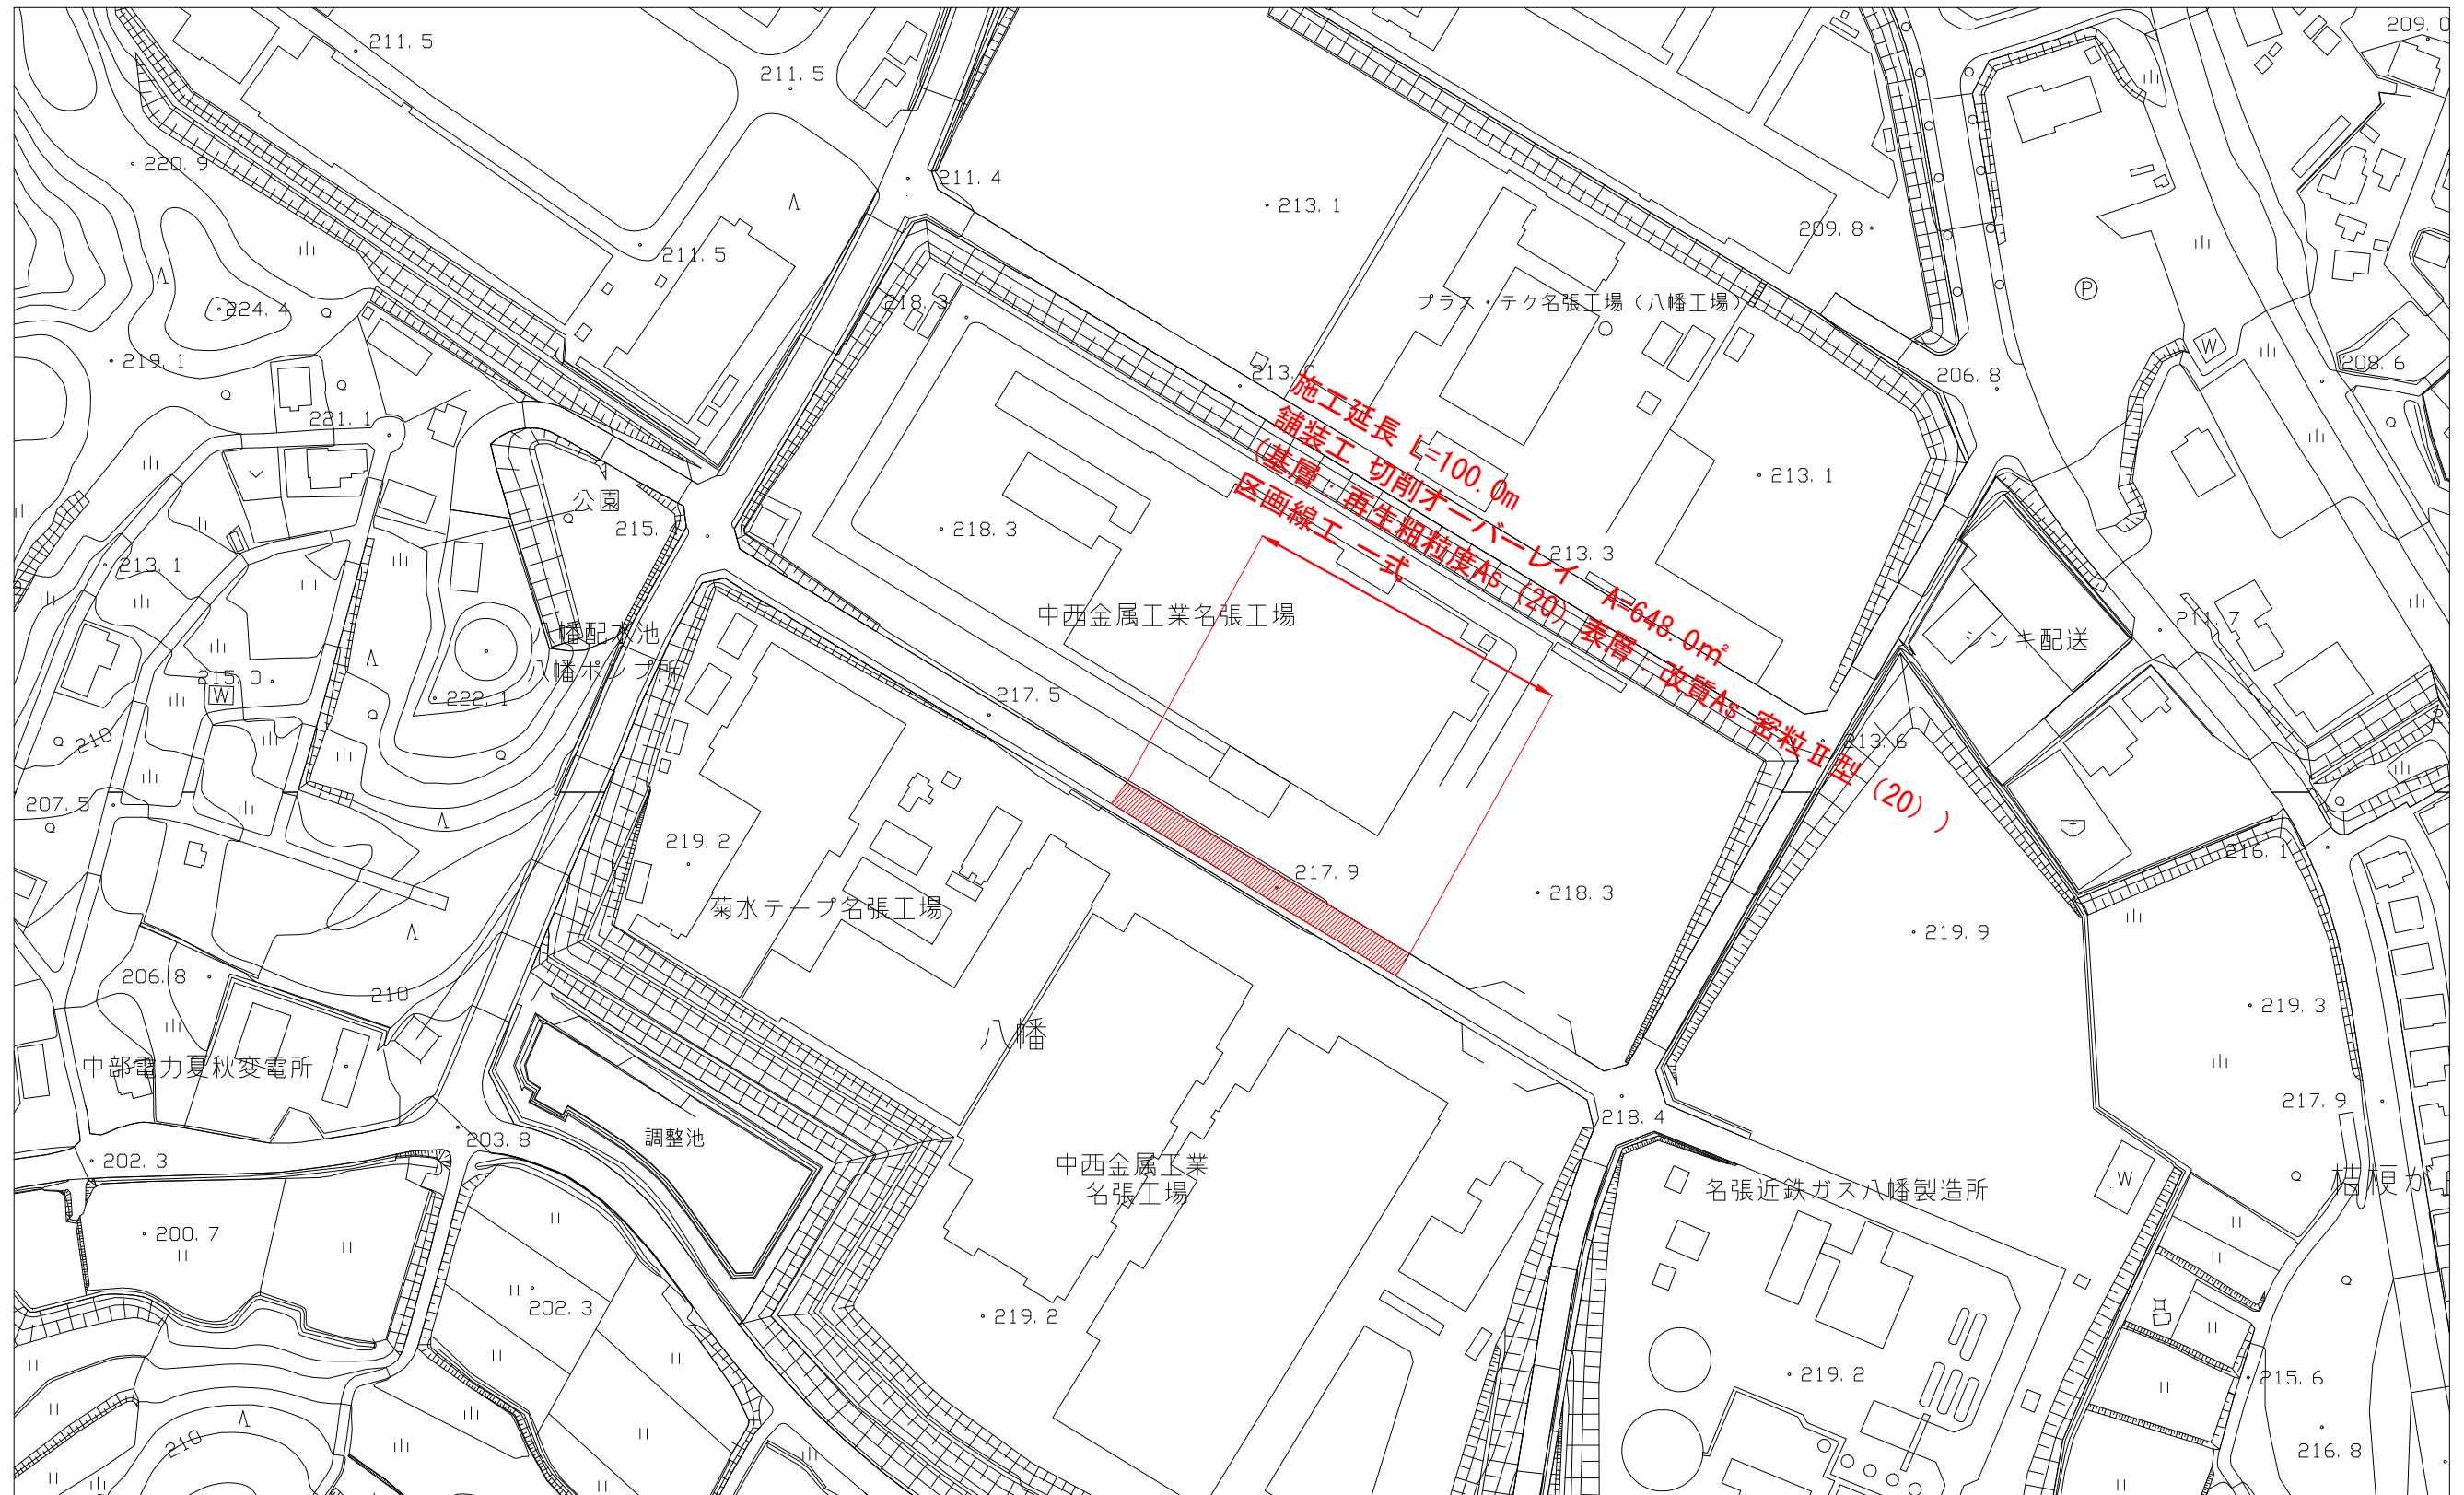 211.5
209.0
211.5
220.9
211.4
213.1
209.8
211.5
224.4
218.3
プラス・テク名張工場（八幡工場）
P
W
219.1
208.6
213.0
206.8
221.1
施工延長 L=100.0m
舗装工 切削オーバーレイ A=648.0m²
（基層：再生粗粒度As（20） 表層：改質As 密粒Ⅱ型（20））
区画線工 一式
213.1
公園
215.
218.3
213.3
213.1
中西金属工業名張工場
八幡配水池
八幡ポンプ所
シンキ配送
211.7
215.0
W
222.1
217.5
210
213.6
207.5
T
219.2
216.1
217.9
218.3
菊水テープ名張工場
219.9
206.8
210
219.3
八幡
中部電力夏秋変電所
217.9
218.4
203.8
調整池
202.3
中西金属工業
名張工場
W
名張近鉄ガス八幡製造所
桔梗が
200.7
202.3
219.2
219.2
215.6
210
216.8